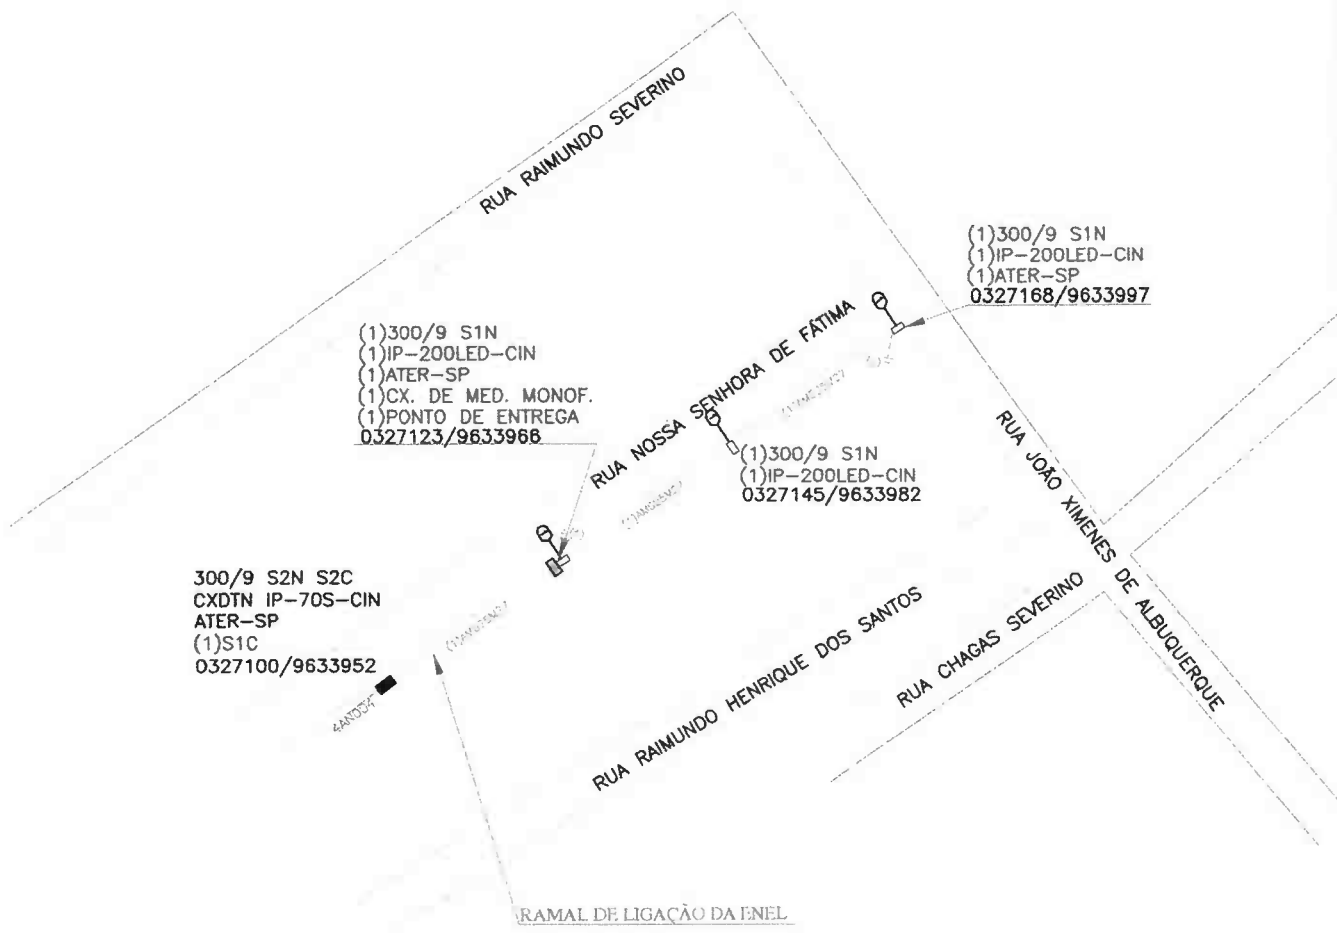 RUA RAIMUNDO SEVERINO
(1)300/9 S1N
(1)IP-200LED-CIN
(1)ATER-SP
0327168/9633997
(1)300/9 S1N
(1)IP-200LED-CIN
(1)ATER-SP
(1)CX. DE MED. MONOF.
(1)PONTO DE ENTREGA
0327123/9633966
RUA NOSSA SENHORA DE FÁTIMA
(1)300/9 S1N
(1)IP-200LED-CIN
0327145/9633982
RUA JOÃO XIMENES DE ALBUQUERQUE
300/9 S2N S2C
CXDTN IP-70S-CIN
ATER-SP
(1)S1C
0327100/9633952
RUA RAIMUNDO HENRIQUE DOS SANTOS
RUA CHAGAS SEVERINO
RAMAL DE LIGAÇÃO DA ENEL